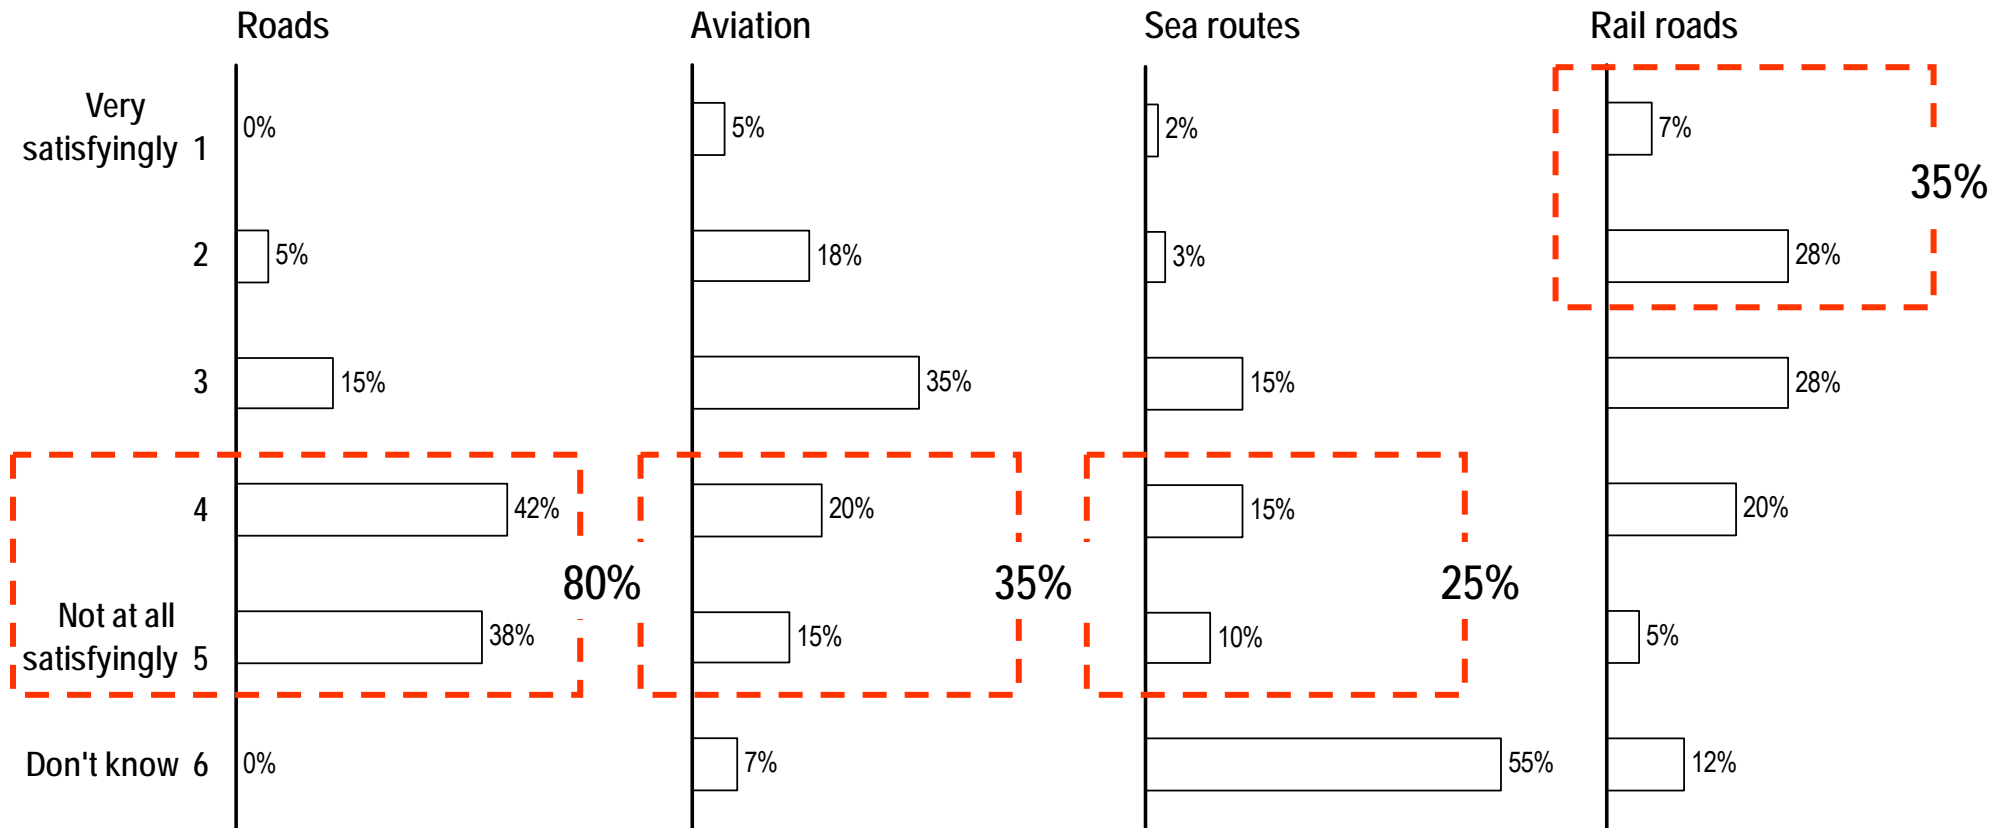 Roads Aviation Sea routes Rail roads
Very
satisfyingly 1 0% 5% 2% 7%
35%
2 5% 18% 3% 28%
3 15% 35% 15% 28%
4 42% 20% 15% 20%
80% 35% 25%
Not at all
satisfyingly 5 38% 15% 10% 5%
Don't know 6 0% 7% 55% 12%